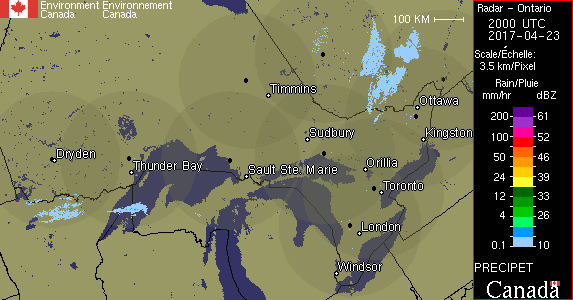 Environment Environnement
Canada Canada
100 KM
Timmins
Ottawa
Sudbury
Kingston
Dryden
Thunder Bay
Sault Ste. Marie
Orillia
Toronto
London
Windsor
Radar - Ontario
2000 UTC
2017-04-23
Scale/Échelle:
3.5 km/Pixel
Rain/Pluie
mm/hr dBZ
200 61
100 52
50 46
24 39
12 33
4 26
0.1 10
PRECIPET
Canada